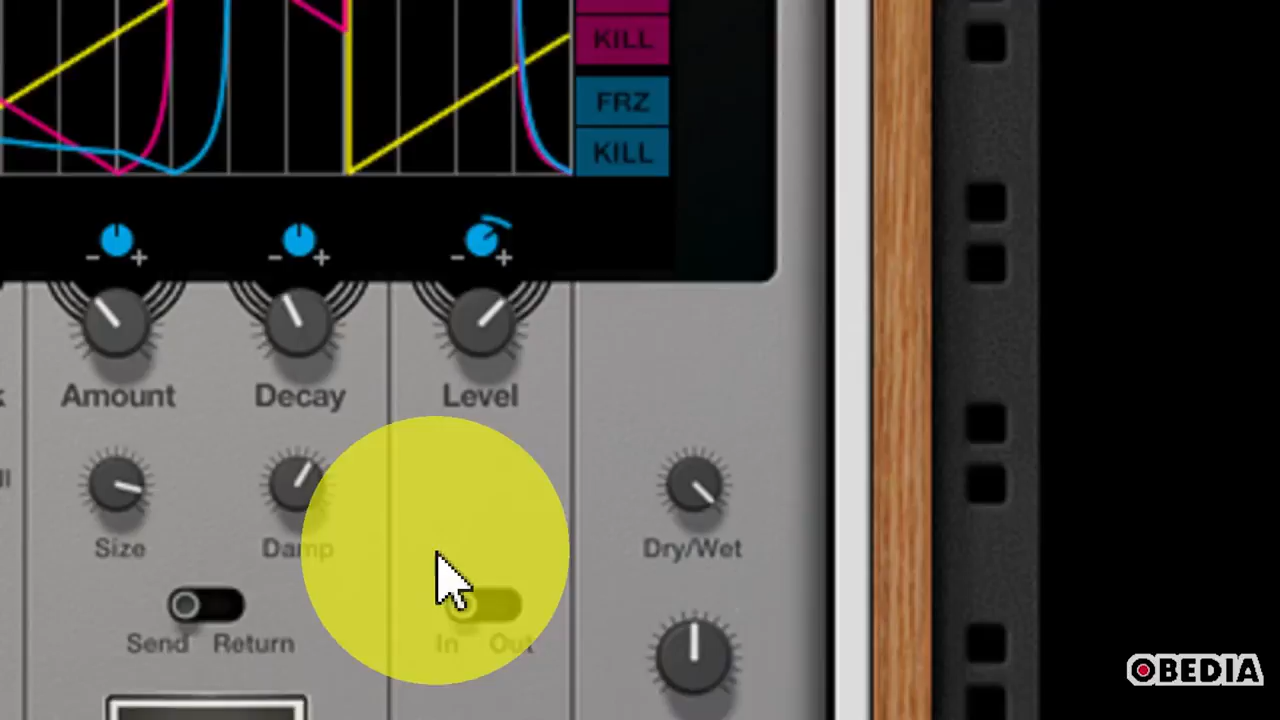 KILL
FRZ
KILL
- + - + - +
Amount Decay Level
Size Damp Dry/Wet
Send Return In Out
OBEDIA